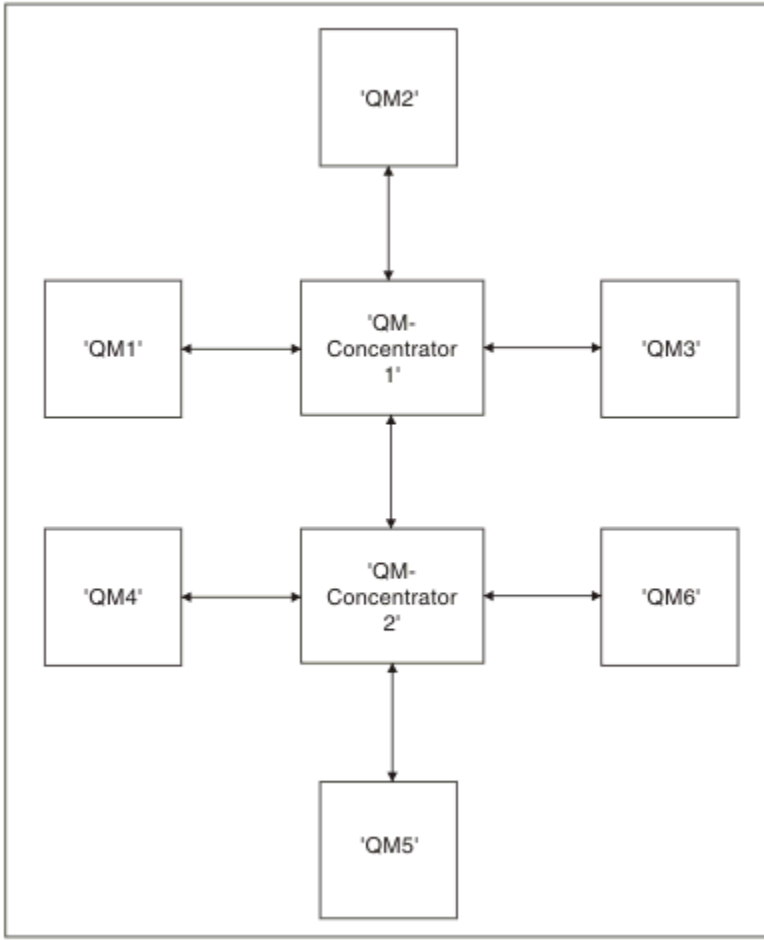 'QM2'
'QM1'
'QM-
Concentrator
1'
'QM3'
'QM4'
'QM-
Concentrator
2'
'QM6'
'QM5'